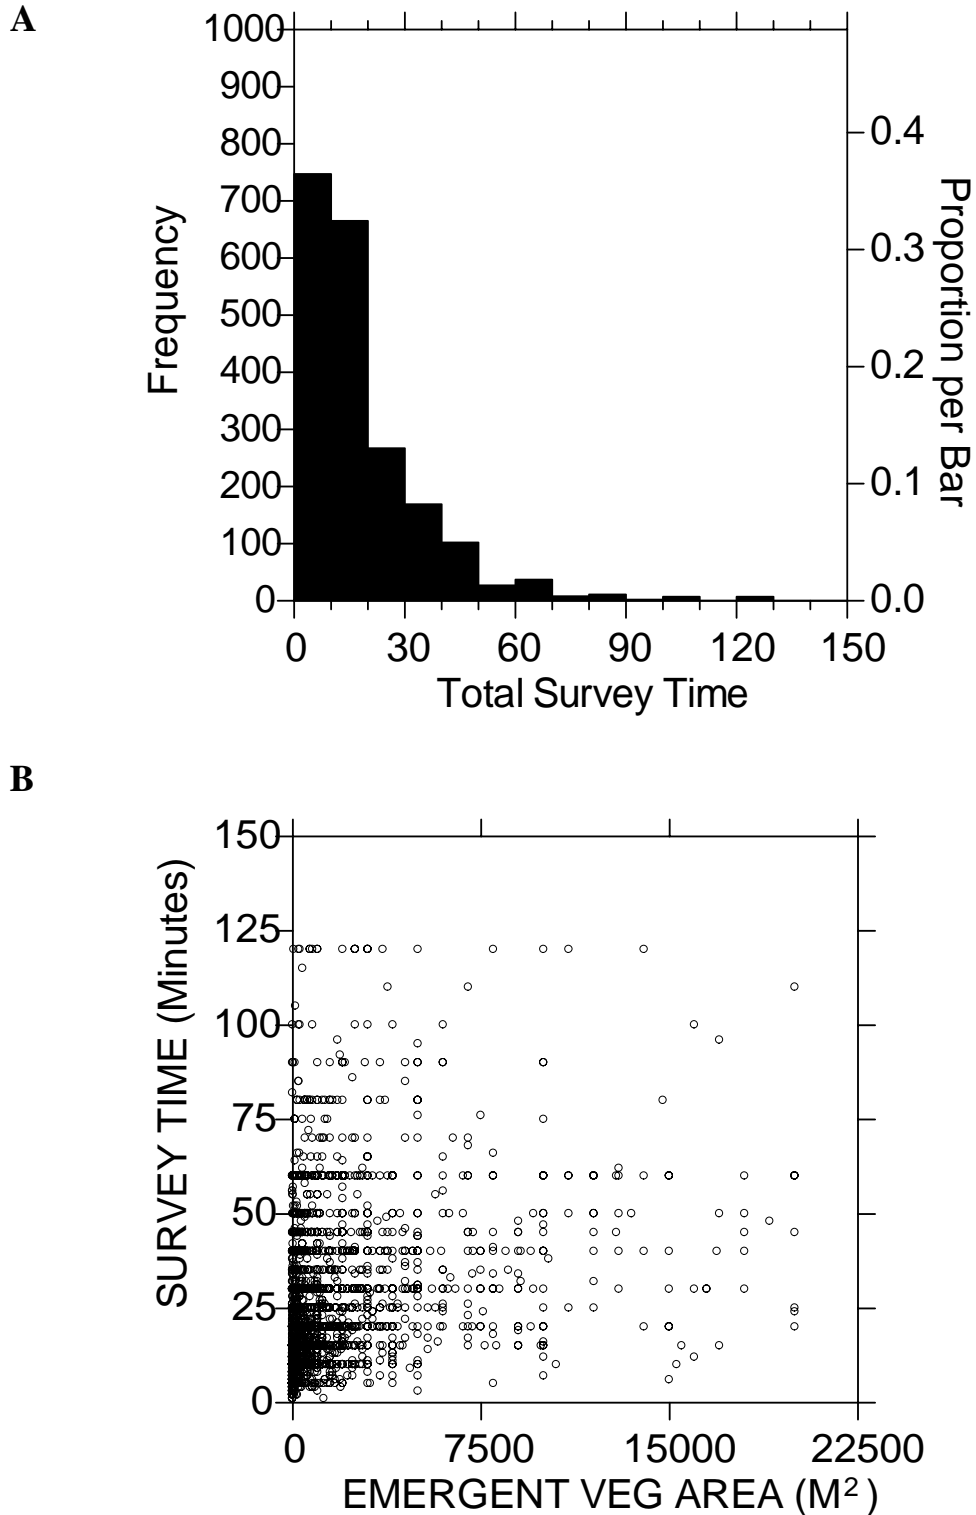 A
1000
900
800
700
600
500
400
300
200
100
0
Frequency
0.4
0.3
0.2
0.1
0.0
Proportion per Bar
0 30 60 90 120 150
Total Survey Time
B
150
125
100
75
50
25
0
SURVEY TIME (Minutes)
0 7500 15000 22500
EMERGENT VEG AREA (M²)